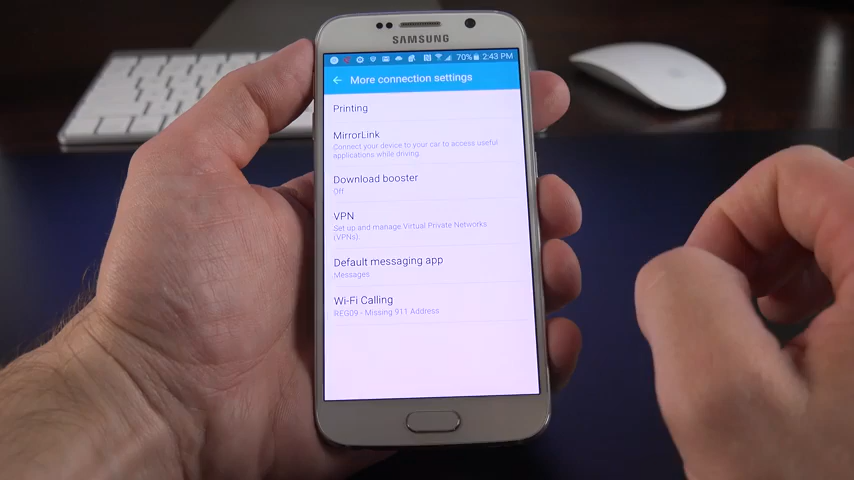 SAMSUNG
70% 2:43 PM
More connection settings
Printing
MirrorLink
Connect your device to your car to access useful
applications while driving.
Download booster
Off
VPN
Set up and manage Virtual Private Networks
(VPNs).
Default messaging app
Messages
Wi-Fi Calling
REG09 - Missing 911 Address